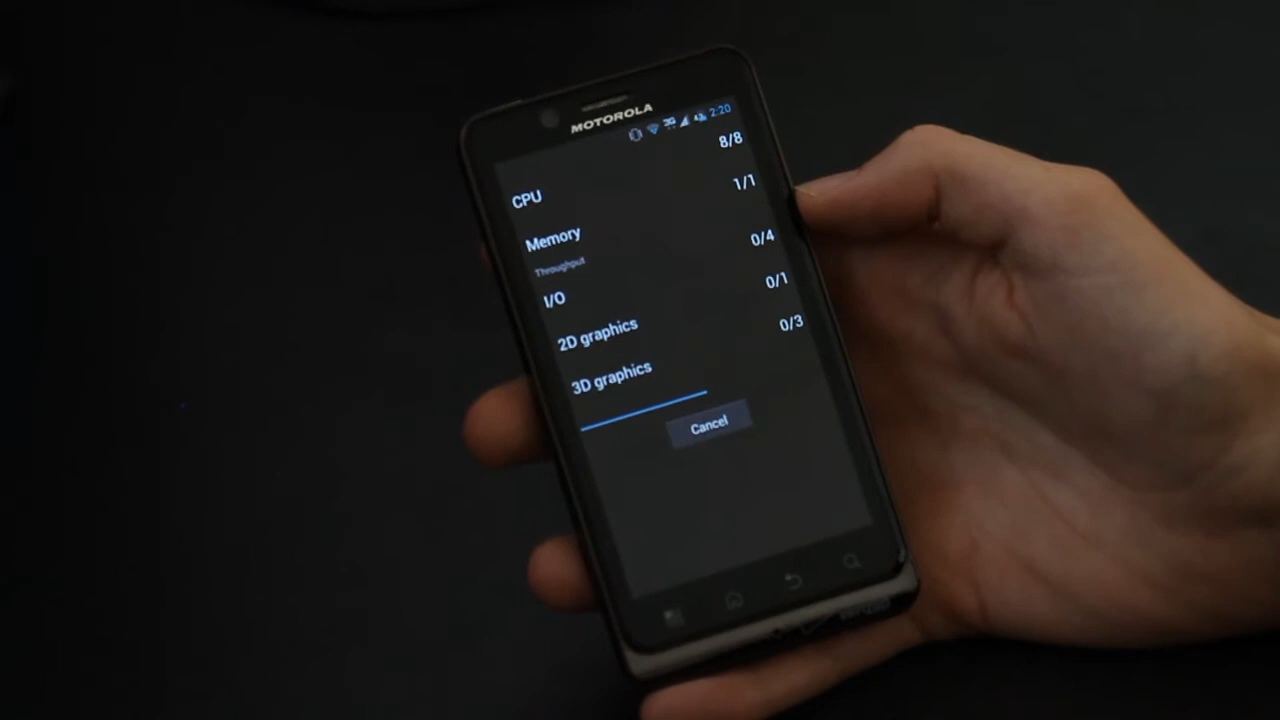 MOTOROLA
3G 2:20
CPU 8/8
Memory 1/1
Throughput
I/O 0/4
2D graphics 0/1
3D graphics 0/3
Cancel